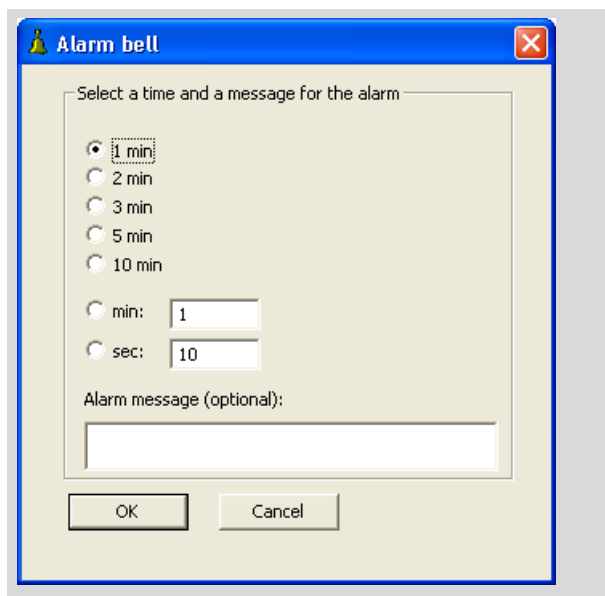 Alarm bell
Select a time and a message for the alarm
1 min
2 min
3 min
5 min
10 min
min: 1
sec: 10
Alarm message (optional):
OK Cancel